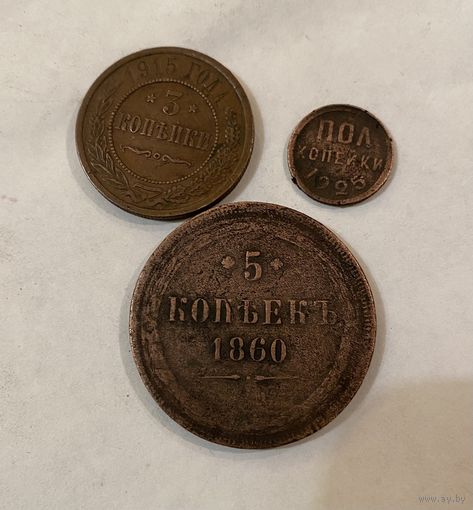 1915 ГОДА
* 3 *
КОПѢЙКИ
ПОЛ
КОПЕЙКИ
1925
5
КОПѢЕКЪ
1860
www.ay.by